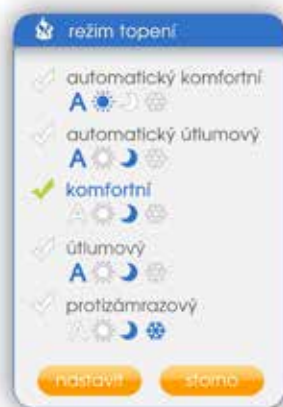 režim topení
automatický komfortní
A
automatický útlumový
A
komfortní
A
útlumový
A
protizámrazový
A
nastavit
storno